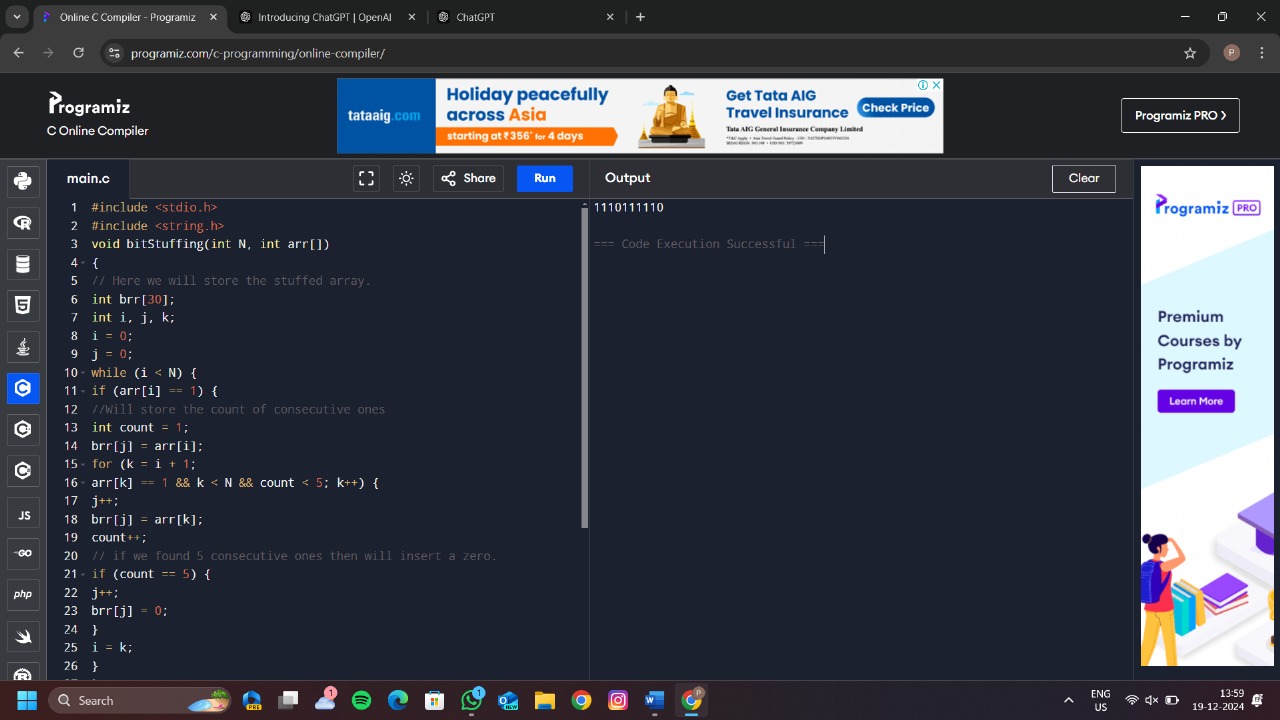 Online C Compiler - Programiz
Introducing ChatGPT | OpenAI
ChatGPT
programiz.com/c-programming/online-compiler/
P
Programiz
C Online Compiler
tataaig.com
Holiday peacefully
across Asia
starting at ₹356* for 4 days
Get Tata AIG
Travel Insurance
Tata AIG General Insurance Company Limited
Check Price
Programiz PRO
main.c
Share
Run
Output
Clear
1 #include <stdio.h>
2 #include <string.h>
3 void bitStuffing(int N, int arr[])
4 {
5 // Here we will store the stuffed array.
6 int brr[30];
7 int i, j, k;
8 i = 0;
9 j = 0;
10 while (i < N) {
11 if (arr[i] == 1) {
12 //Will store the count of consecutive ones
13 int count = 1;
14 brr[j] = arr[i];
15 for (k = i + 1;
16 arr[k] == 1 && k < N && count < 5; k++) {
17 j++;
18 brr[j] = arr[k];
19 count++;
20 // if we found 5 consecutive ones then will insert a zero.
21 if (count == 5) {
22 j++;
23 brr[j] = 0;
24 }
25 i = k;
26 }
1110111110
=== Code Execution Successful ===
Programiz PRO
Premium
Courses by
Programiz
Learn More
JS
GO
php
Search
1
1
NEW
P
ENG
US
13:59
19-12-2024